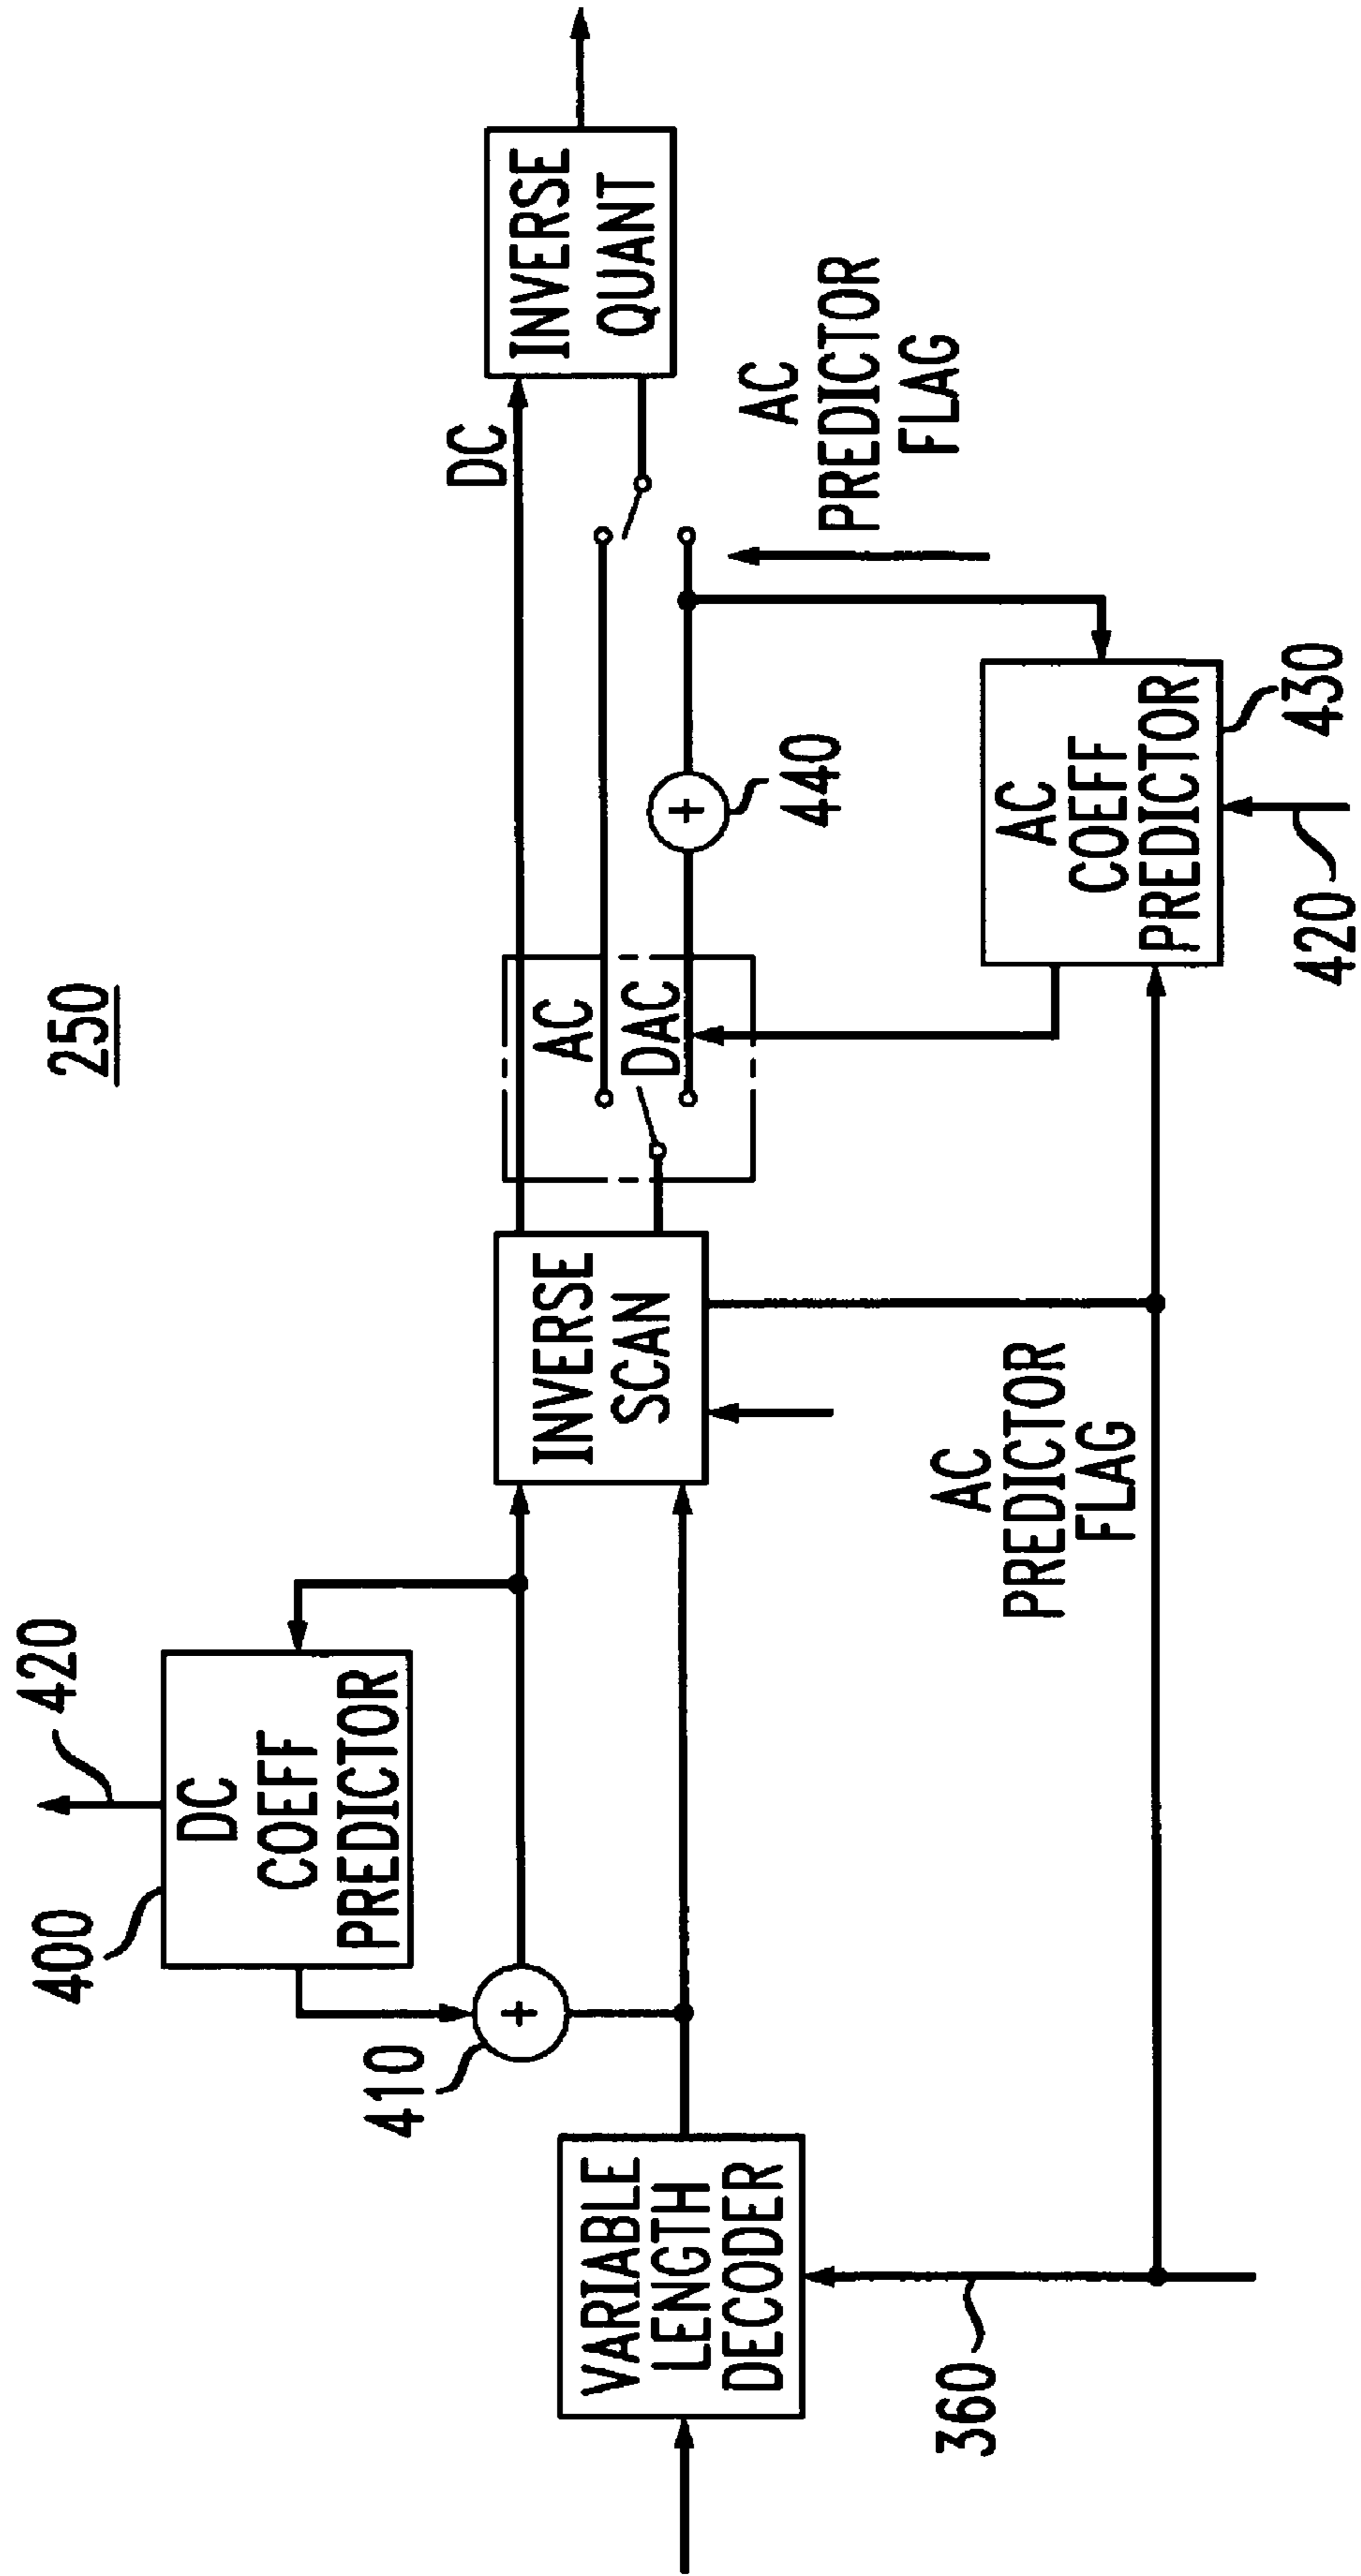 250
420
400
DC
COEFF
PREDICTOR
410
VARIABLE
LENGTH
DECODER
360
INVERSE
SCAN
AC
PREDICTOR
FLAG
AC
DAC
DC
440
INVERSE
QUANT
AC
PREDICTOR
FLAG
AC
COEFF
PREDICTOR
430
420
+
+